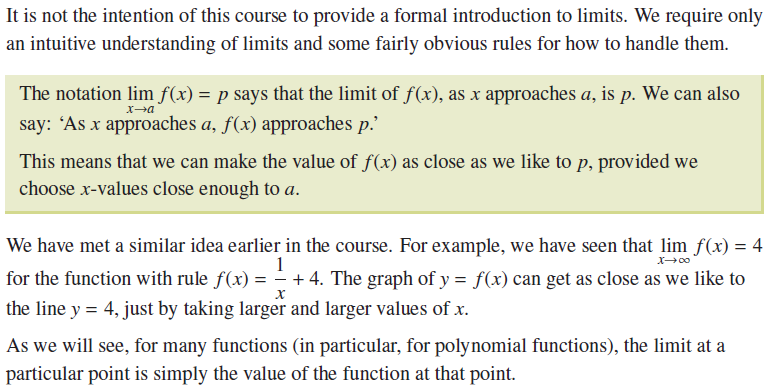 It is not the intention of this course to provide a formal introduction to limits. We require only
an intuitive understanding of limits and some fairly obvious rules for how to handle them.
The notation lim x→a f(x) = p says that the limit of f(x), as x approaches a, is p. We can also
say: ‘As x approaches a, f(x) approaches p.’
This means that we can make the value of f(x) as close as we like to p, provided we
choose x-values close enough to a.
We have met a similar idea earlier in the course. For example, we have seen that lim x→∞ f(x) = 4
for the function with rule f(x) = 1/x + 4. The graph of y = f(x) can get as close as we like to
the line y = 4, just by taking larger and larger values of x.
As we will see, for many functions (in particular, for polynomial functions), the limit at a
particular point is simply the value of the function at that point.